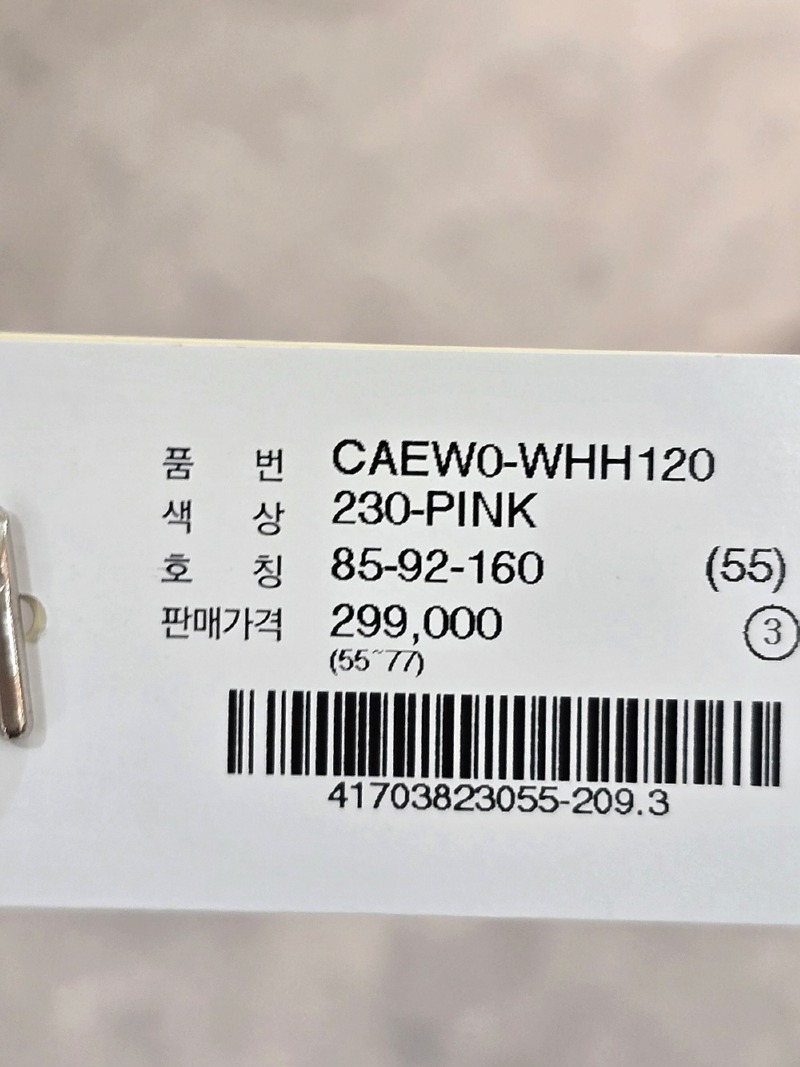 품 번 CAEW0-WHH120
색 상 230-PINK
호 칭 85-92-160 (55)
판매가격 299,000 ③
(55~77)
41703823055-209.3